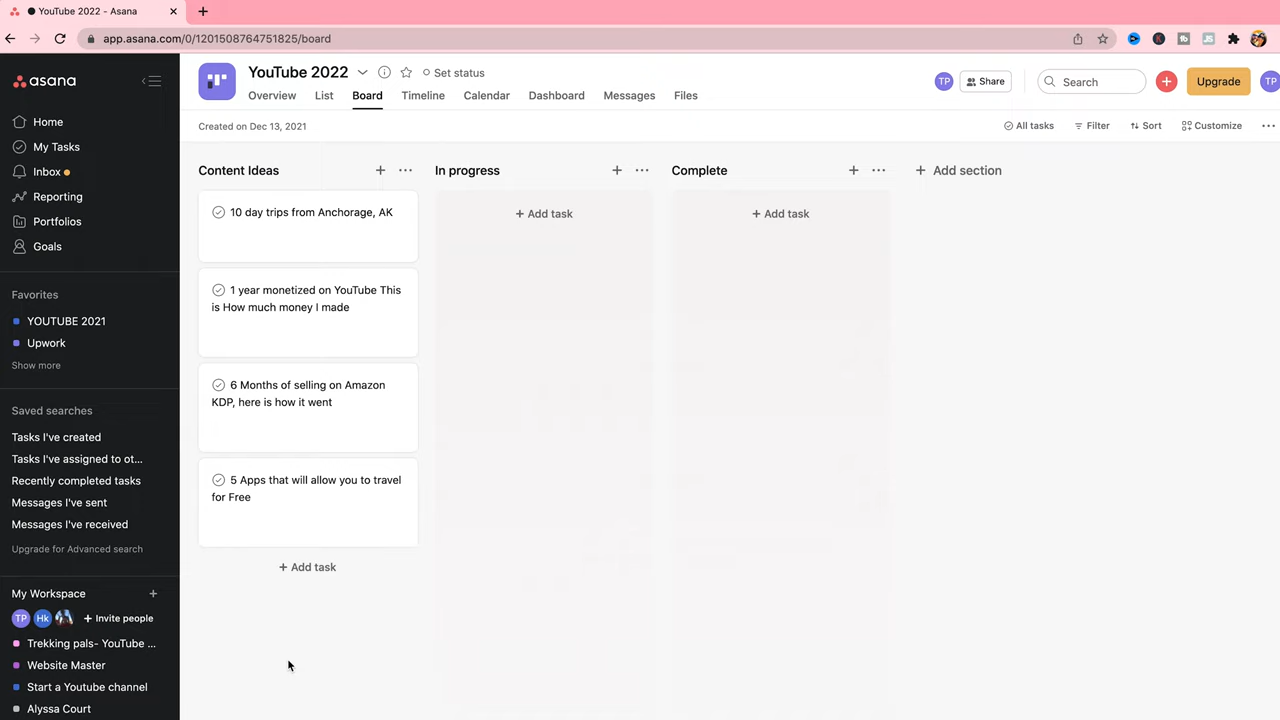 YouTube 2022 - Asana
app.asana.com/0/1201508764751825/board
asana
Home
My Tasks
Inbox
Reporting
Portfolios
Goals
Favorites
YOUTUBE 2021
Upwork
Show more
Saved searches
Tasks I've created
Tasks I've assigned to ot...
Recently completed tasks
Messages I've sent
Messages I've received
Upgrade for Advanced search
My Workspace +
TP Hk + Invite people
Trekking pals- YouTube ...
Website Master
Start a Youtube channel
Alyssa Court
YouTube 2022 Set status
Overview List Board Timeline Calendar Dashboard Messages Files
TP Share Search + Upgrade TP
Created on Dec 13, 2021
All tasks Filter Sort Customize ...
Content Ideas + ...
10 day trips from Anchorage, AK
1 year monetized on YouTube This
is How much money I made
6 Months of selling on Amazon
KDP, here is how it went
5 Apps that will allow you to travel
for Free
+ Add task
In progress + ...
+ Add task
Complete + ...
+ Add task
+ Add section